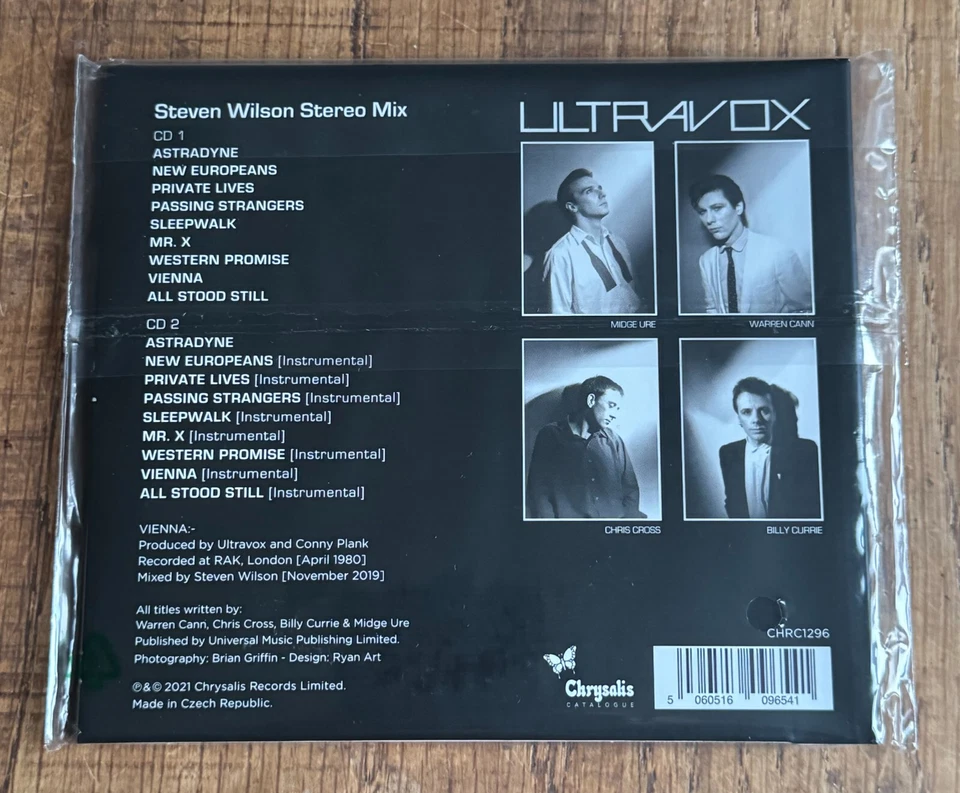 Steven Wilson Stereo Mix
CD 1
ASTRADYNE
NEW EUROPEANS
PRIVATE LIVES
PASSING STRANGERS
SLEEPWALK
MR. X
WESTERN PROMISE
VIENNA
ALL STOOD STILL
CD 2
ASTRADYNE
NEW EUROPEANS [Instrumental]
PRIVATE LIVES [Instrumental]
PASSING STRANGERS [Instrumental]
SLEEPWALK [Instrumental]
MR. X [Instrumental]
WESTERN PROMISE [Instrumental]
VIENNA [Instrumental]
ALL STOOD STILL [Instrumental]
VIENNA:-
Produced by Ultravox and Conny Plank
Recorded at RAK, London [April 1980]
Mixed by Steven Wilson [November 2019]
All titles written by:
Warren Cann, Chris Cross, Billy Currie & Midge Ure
Published by Universal Music Publishing Limited.
Photography: Brian Griffin - Design: Ryan Art
℗&© 2021 Chrysalis Records Limited.
Made in Czech Republic.
ULTRAVOX
MIDGE URE
WARREN CANN
CHRIS CROSS
BILLY CURRIE
CHRC1296
Chrysalis
CATALOGUE
5 060516 096541